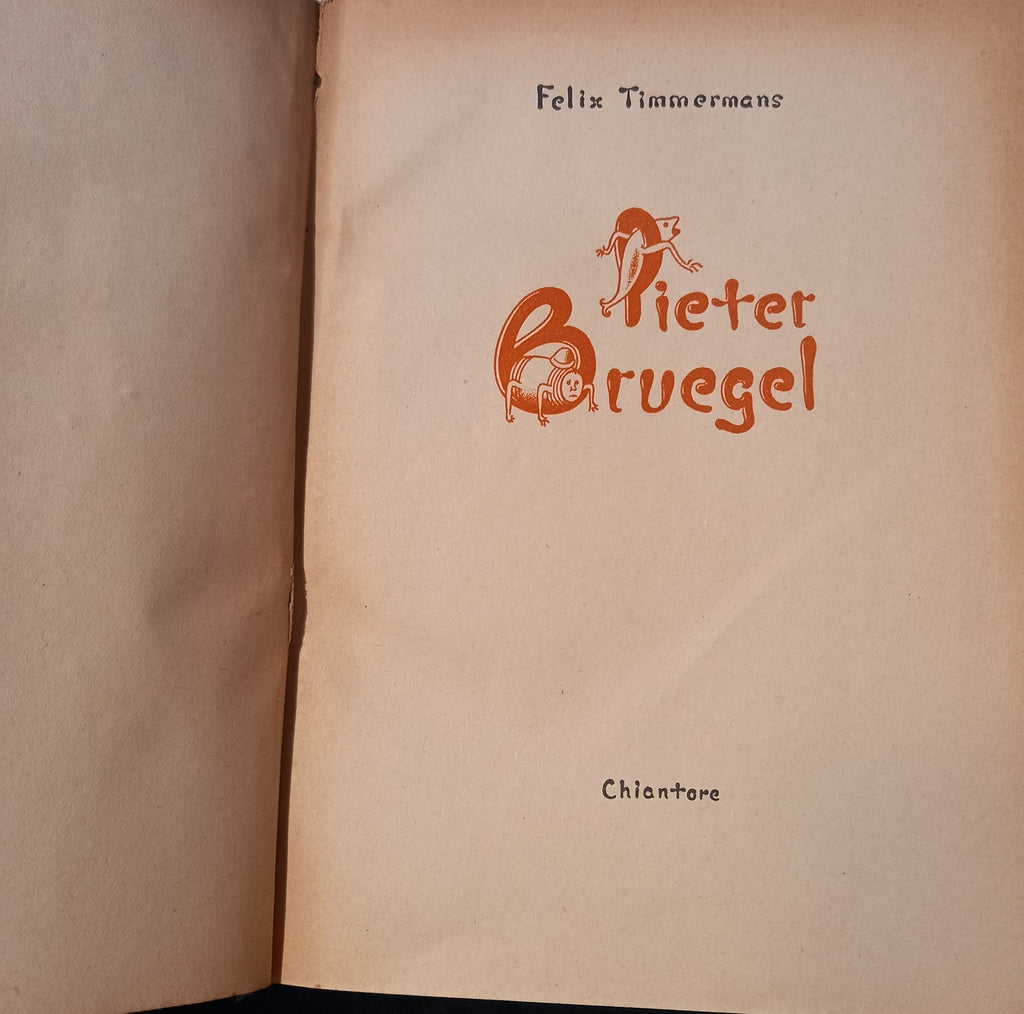 Felix Timmermans
Pieter
Bruegel
Chiantore